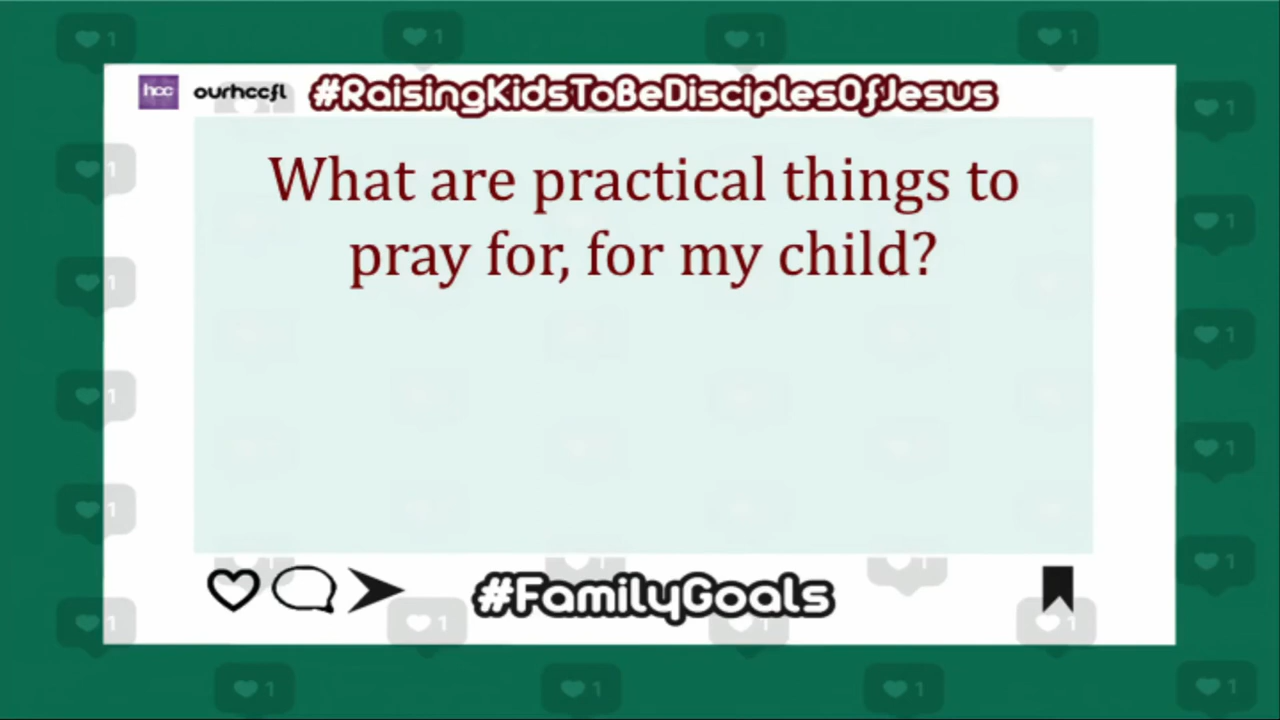 hcc ourhccfl #RaisingKidsToBeDisciplesOfJesus
What are practical things to
pray for, for my child?
#FamilyGoals